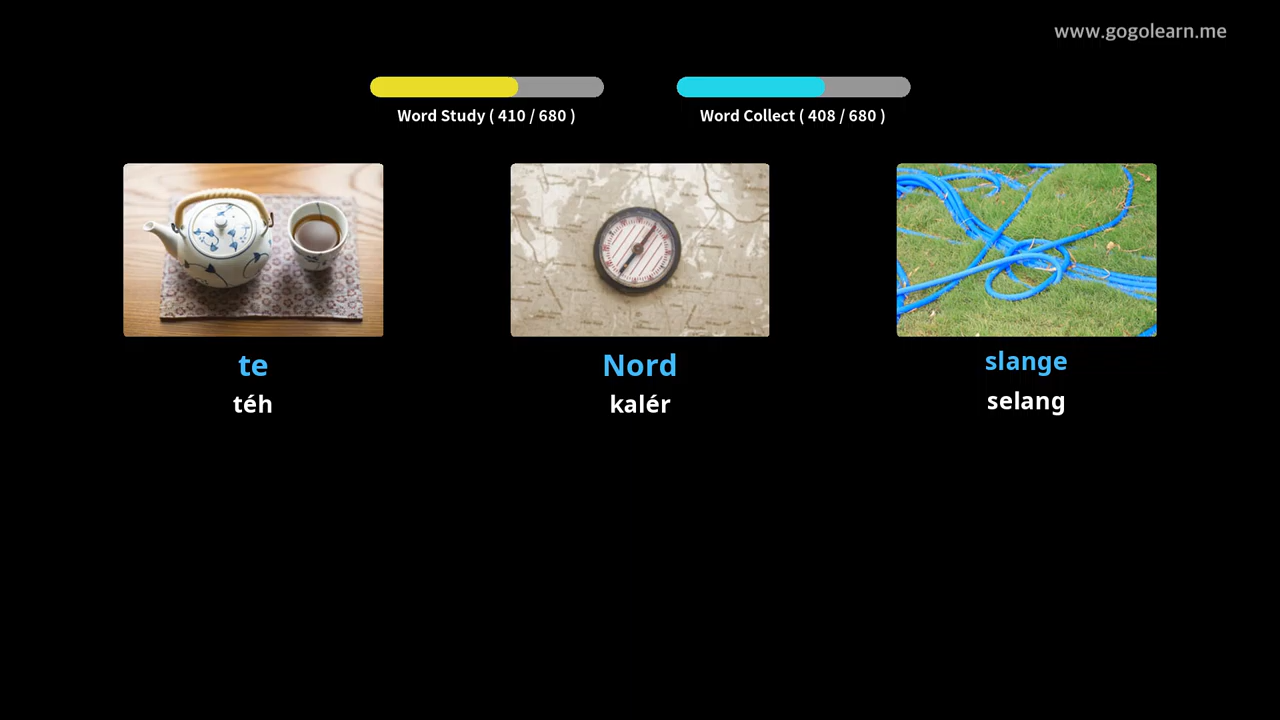 www.gogolearn.me
Word Study ( 410 / 680 )
Word Collect ( 408 / 680 )
te
téh
Nord
kalér
slange
selang